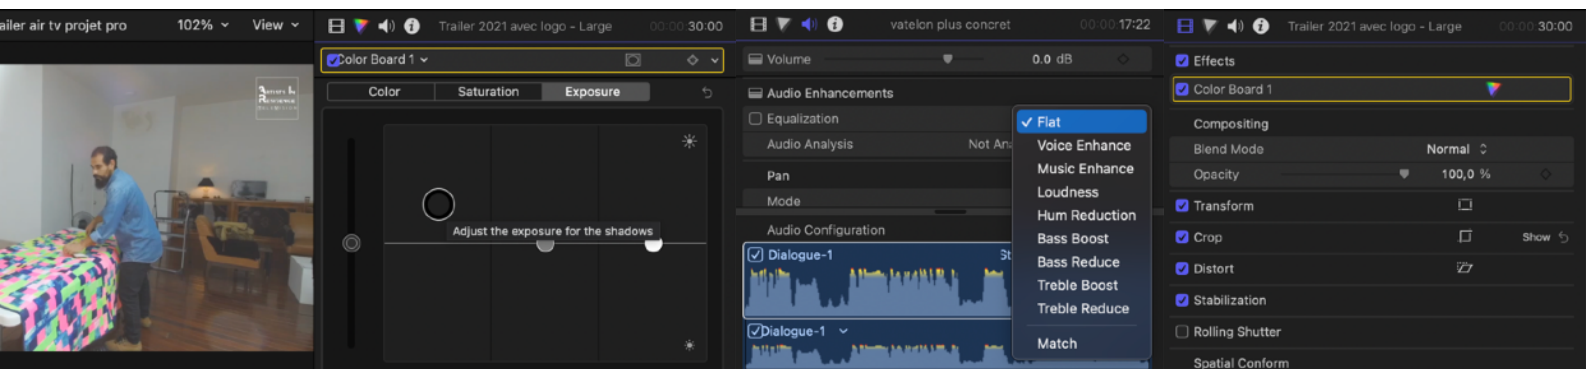 ailer air tv projet pro 102% View
Trailer 2021 avec logo - Large 00:00:30:00
Color Board 1
Color Saturation Exposure
Adjust the exposure for the shadows
vatelon plus concret 00:00:17:22
Volume 0.0 dB
Audio Enhancements
Equalization
Audio Analysis Not An
Pan
Mode
Audio Configuration
Dialogue-1 St
Dialogue-1
Flat
Voice Enhance
Music Enhance
Loudness
Hum Reduction
Bass Boost
Bass Reduce
Treble Boost
Treble Reduce
Match
Trailer 2021 avec logo - Large 00:00:30:00
Effects
Color Board 1
Compositing
Blend Mode Normal
Opacity 100,0 %
Transform
Crop Show
Distort
Stabilization
Rolling Shutter
Spatial Conform